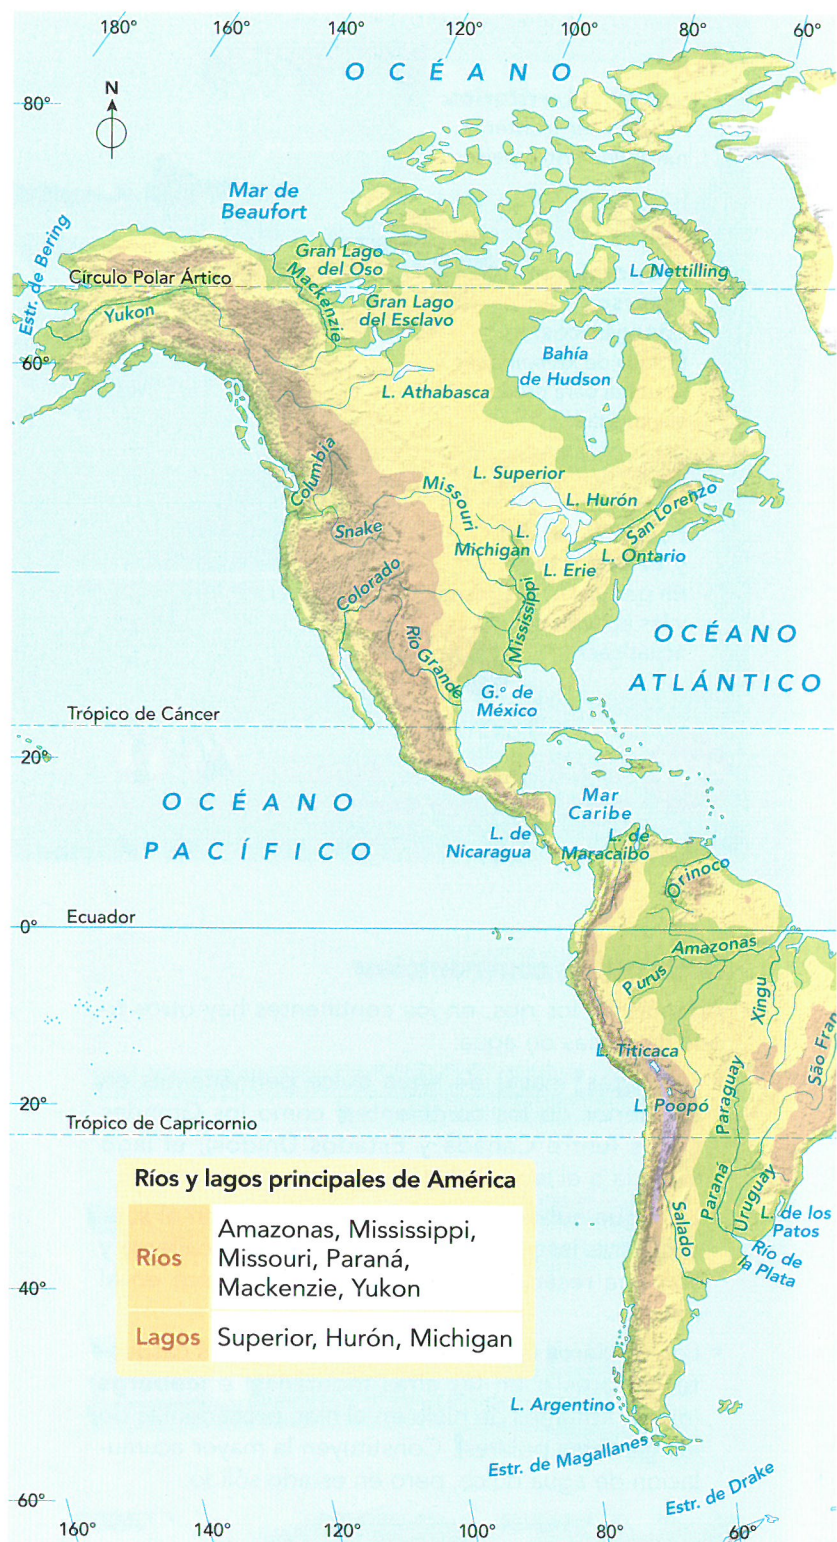 180°
160°
140°
120°
100°
80°
60°
OCÉANO
N
80°
Mar de
Beaufort
Estr. de Bering
Gran Lago
del Oso
L. Nettilling
Círculo Polar Ártico
Mackenzie
Yukon
Gran Lago
del Esclavo
60°
Bahía
de Hudson
L. Athabasca
Columbia
L. Superior
Missouri
L. Hurón
San Lorenzo
Snake
L.
Michigan
L. Ontario
L. Erie
Colorado
Mississippi
Río Grande
OCÉANO
ATLÁNTICO
G.º de
México
Trópico de Cáncer
20°
OCÉANO
PACÍFICO
Mar
Caribe
L. de
Nicaragua
L. de
Maracaibo
Orinoco
Ecuador
0°
Amazonas
Purus
Xingu
L. Titicaca
São Fran
Paraguay
L. Poopó
20°
Trópico de Capricornio
Paraná
Uruguay
Salado
L. de los
Patos
Río de
la Plata
Ríos y lagos principales de América
Ríos
Amazonas, Mississippi,
Missouri, Paraná,
Mackenzie, Yukon
Lagos
Superior, Hurón, Michigan
40°
L. Argentino
Estr. de Magallanes
Estr. de Drake
60°
160°
140°
120°
100°
80°
60°